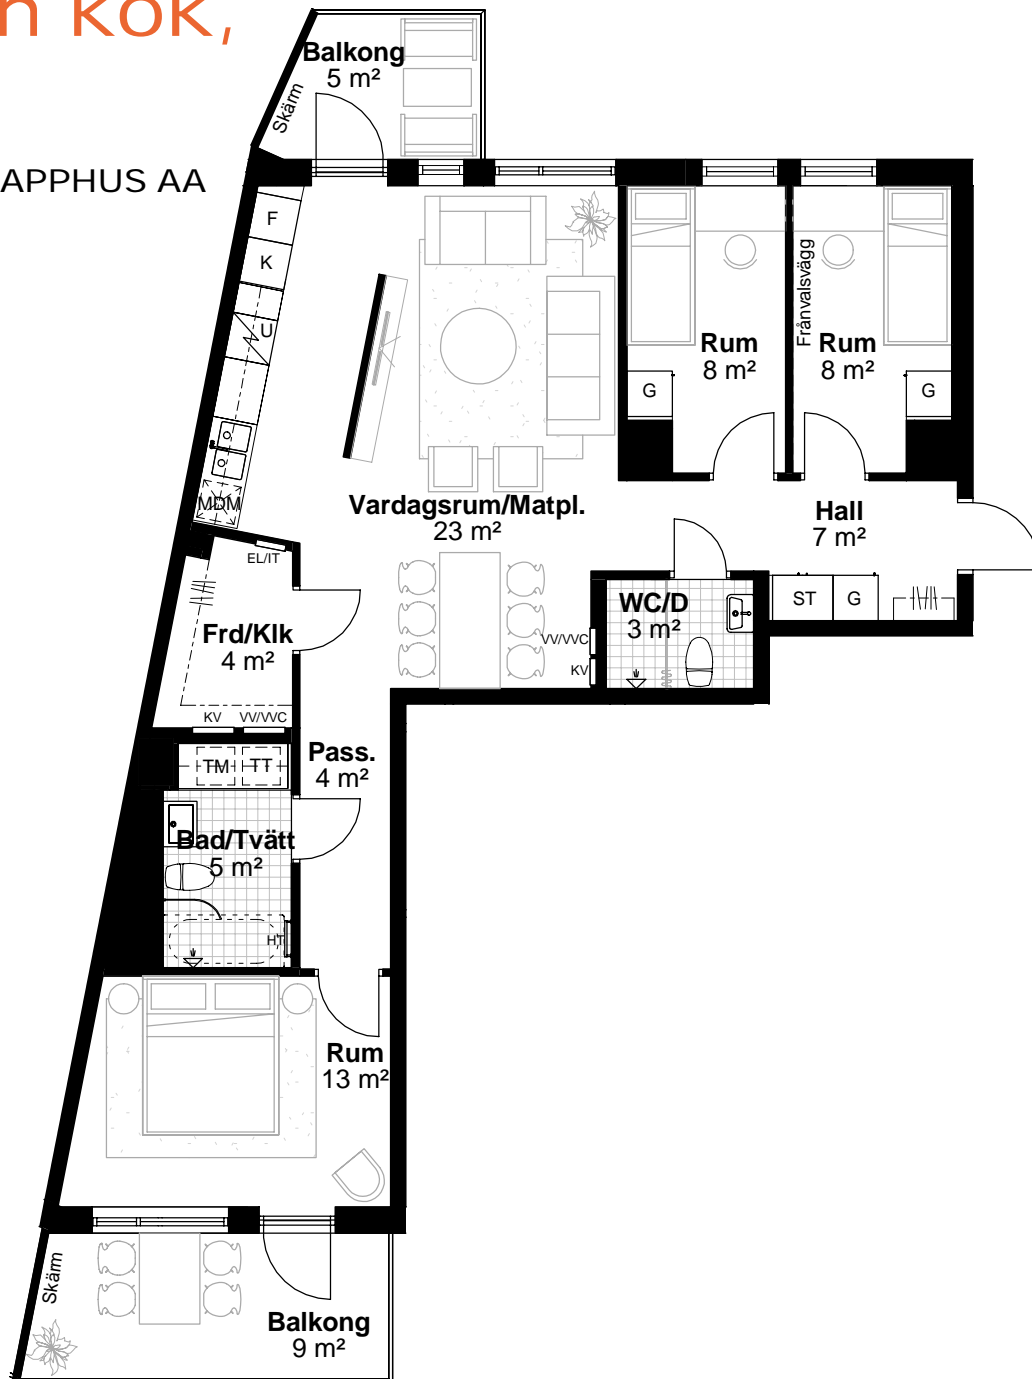 n kök,
APPHUS AA
Balkong
5 m²
Skärm
F
K
U
MDM
Rum
8 m²
G
Frånvalsvägg
Rum
8 m²
G
Vardagsrum/Matpl.
23 m²
Hall
7 m²
ST
G
EL/IT
Frd/Klk
4 m²
KV
VV/VVC
WC/D
3 m²
VV/VVC
KV
Pass.
4 m²
TM
TT
Bad/Tvätt
5 m²
HT
Rum
13 m²
Skärm
Balkong
9 m²